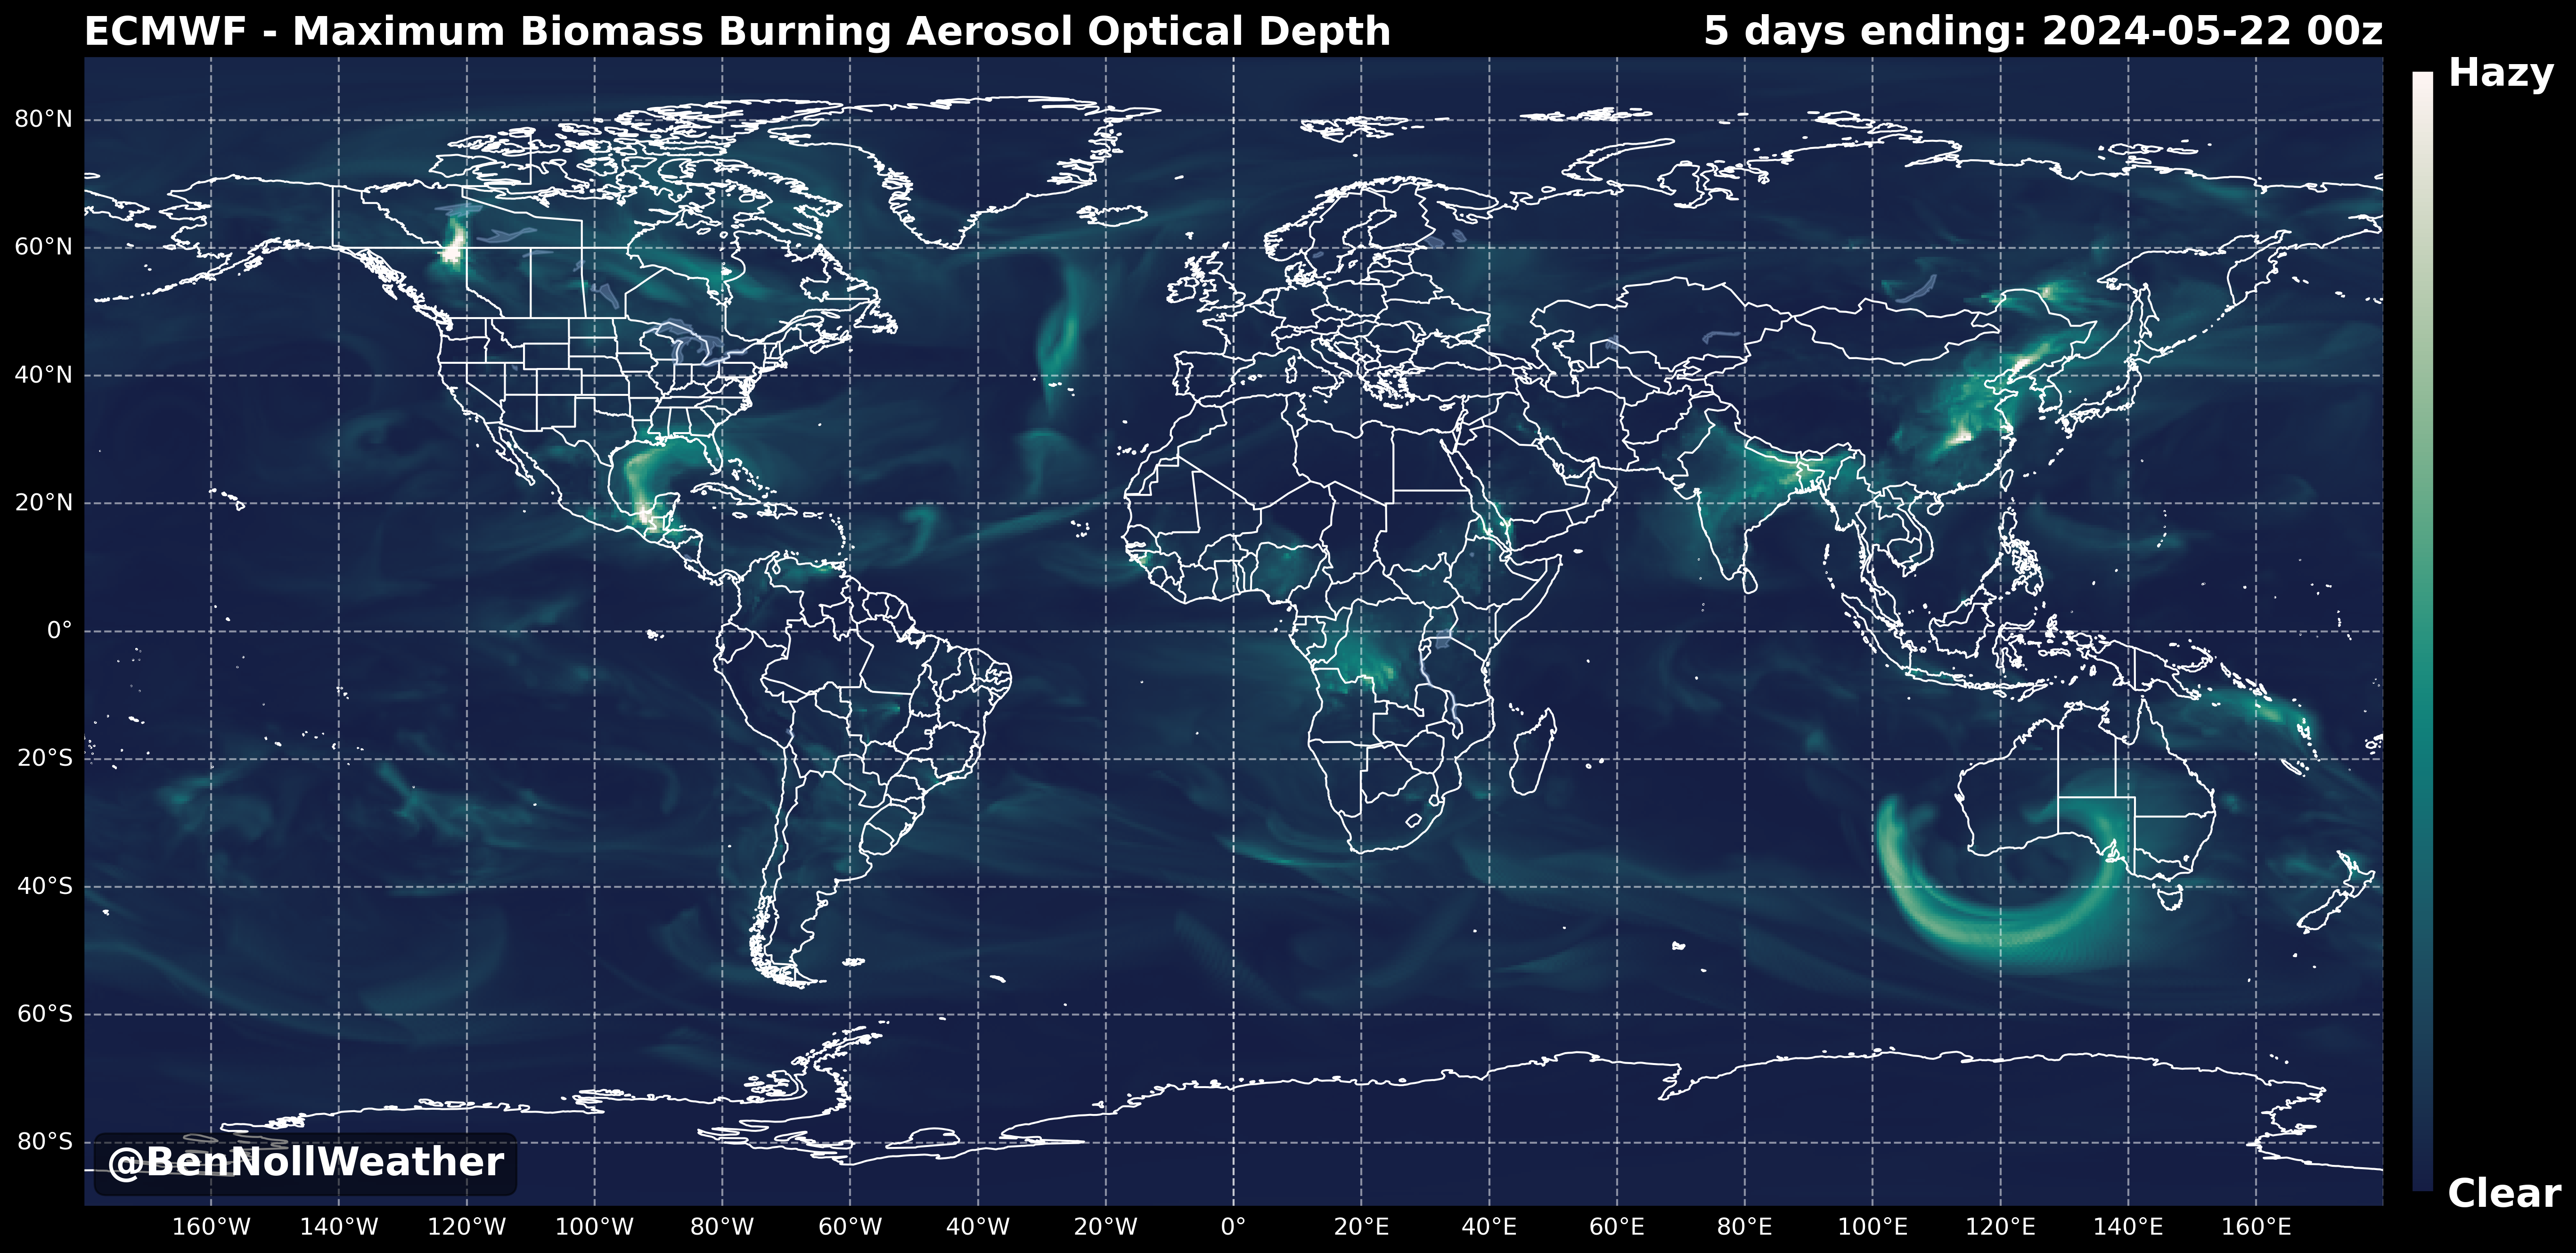 ECMWF - Maximum Biomass Burning Aerosol Optical Depth
5 days ending: 2024-05-22 00z
Hazy
80°N
60°N
40°N
20°N
0°
20°S
40°S
60°S
80°S
@BenNollWeather
Clear
160°W 140°W 120°W 100°W 80°W 60°W 40°W 20°W 0° 20°E 40°E 60°E 80°E 100°E 120°E 140°E 160°E